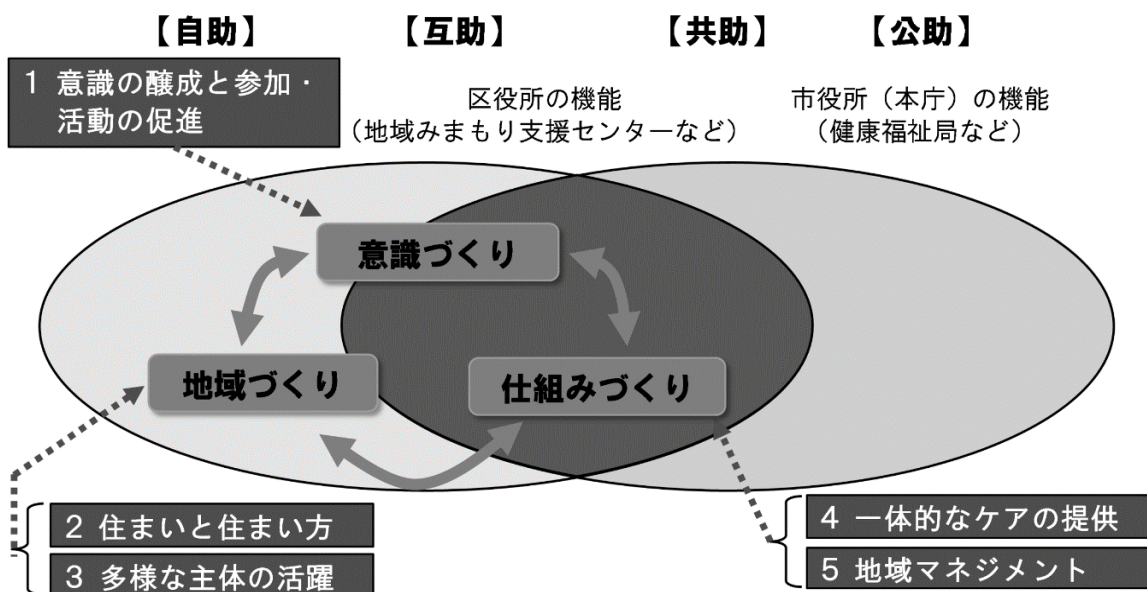 【自助】 【互助】 【共助】 【公助】
1 意識の醸成と参加・
活動の促進
区役所の機能
（地域みまもり支援センターなど）
市役所（本庁）の機能
（健康福祉局など）
意識づくり
地域づくり
仕組みづくり
2 住まいと住まい方
3 多様な主体の活躍
4 一体的なケアの提供
5 地域マネジメント